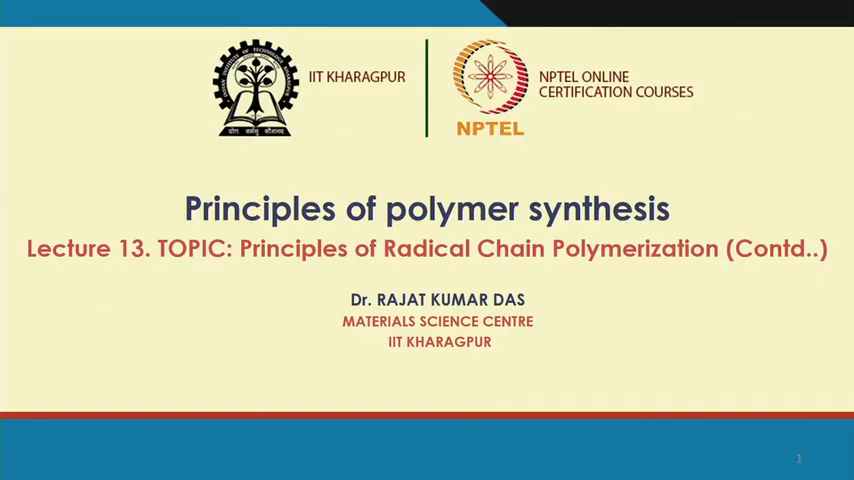 IIT KHARAGPUR
NPTEL ONLINE
CERTIFICATION COURSES
NPTEL
Principles of polymer synthesis
Lecture 13. TOPIC: Principles of Radical Chain Polymerization (Contd..)
Dr. RAJAT KUMAR DAS
MATERIALS SCIENCE CENTRE
IIT KHARAGPUR
1